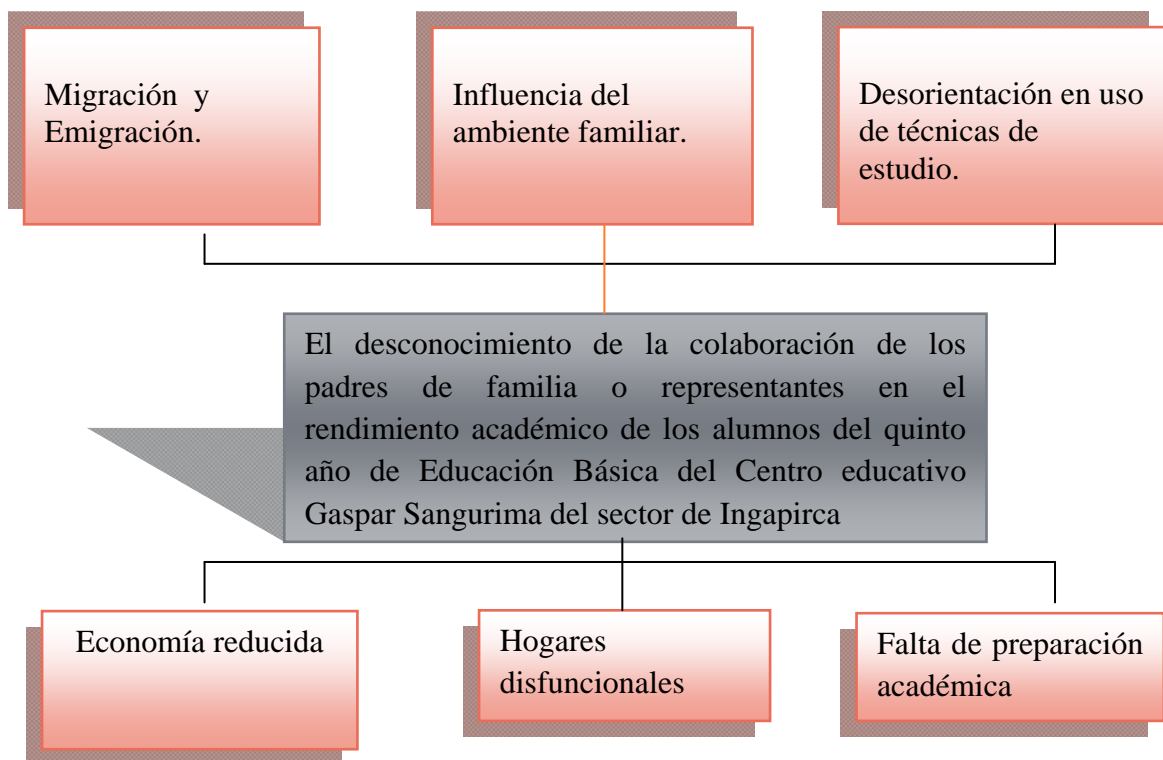 Migración y
Emigración.
Influencia del
ambiente familiar.
Desorientación en uso
de técnicas de
estudio.
El desconocimiento de la colaboración de los
padres de familia o representantes en el
rendimiento académico de los alumnos del quinto
año de Educación Básica del Centro educativo
Gaspar Sangurima del sector de Ingapirca
Economía reducida
Hogares
disfuncionales
Falta de preparación
académica